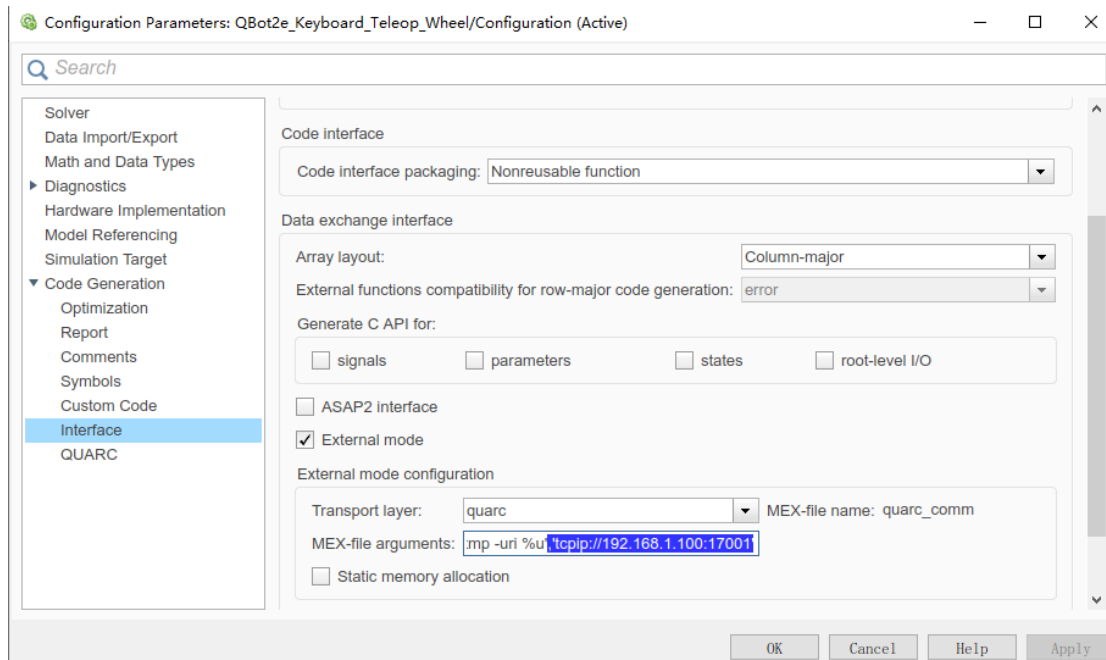 Configuration Parameters: QBot2e_Keyboard_Teleop_Wheel/Configuration (Active)
Search
Solver
Data Import/Export
Math and Data Types
Diagnostics
Hardware Implementation
Model Referencing
Simulation Target
Code Generation
Optimization
Report
Comments
Symbols
Custom Code
Interface
QUARC
Code interface
Code interface packaging: Nonreusable function
Data exchange interface
Array layout: Column-major
External functions compatibility for row-major code generation: error
Generate C API for:
signals parameters states root-level I/O
ASAP2 interface
External mode
External mode configuration
Transport layer: quarc MEX-file name: quarc_comm
MEX-file arguments: :mp -uri %u','tcpip://192.168.1.100:17001'
Static memory allocation
OK Cancel Help Apply